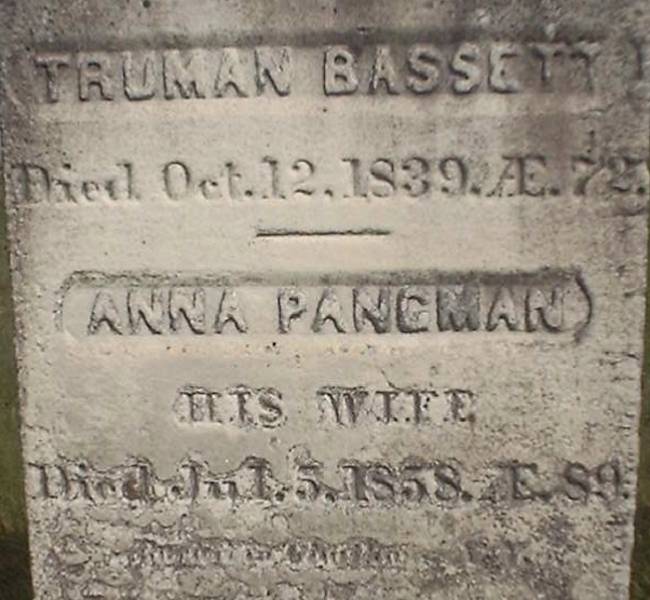 TRUMAN BASSETT
Died Oct. 12, 1839. Æ. 72.
ANNA PANGMAN
HIS WIFE
Died Jul. 5, 1858. Æ. 89.